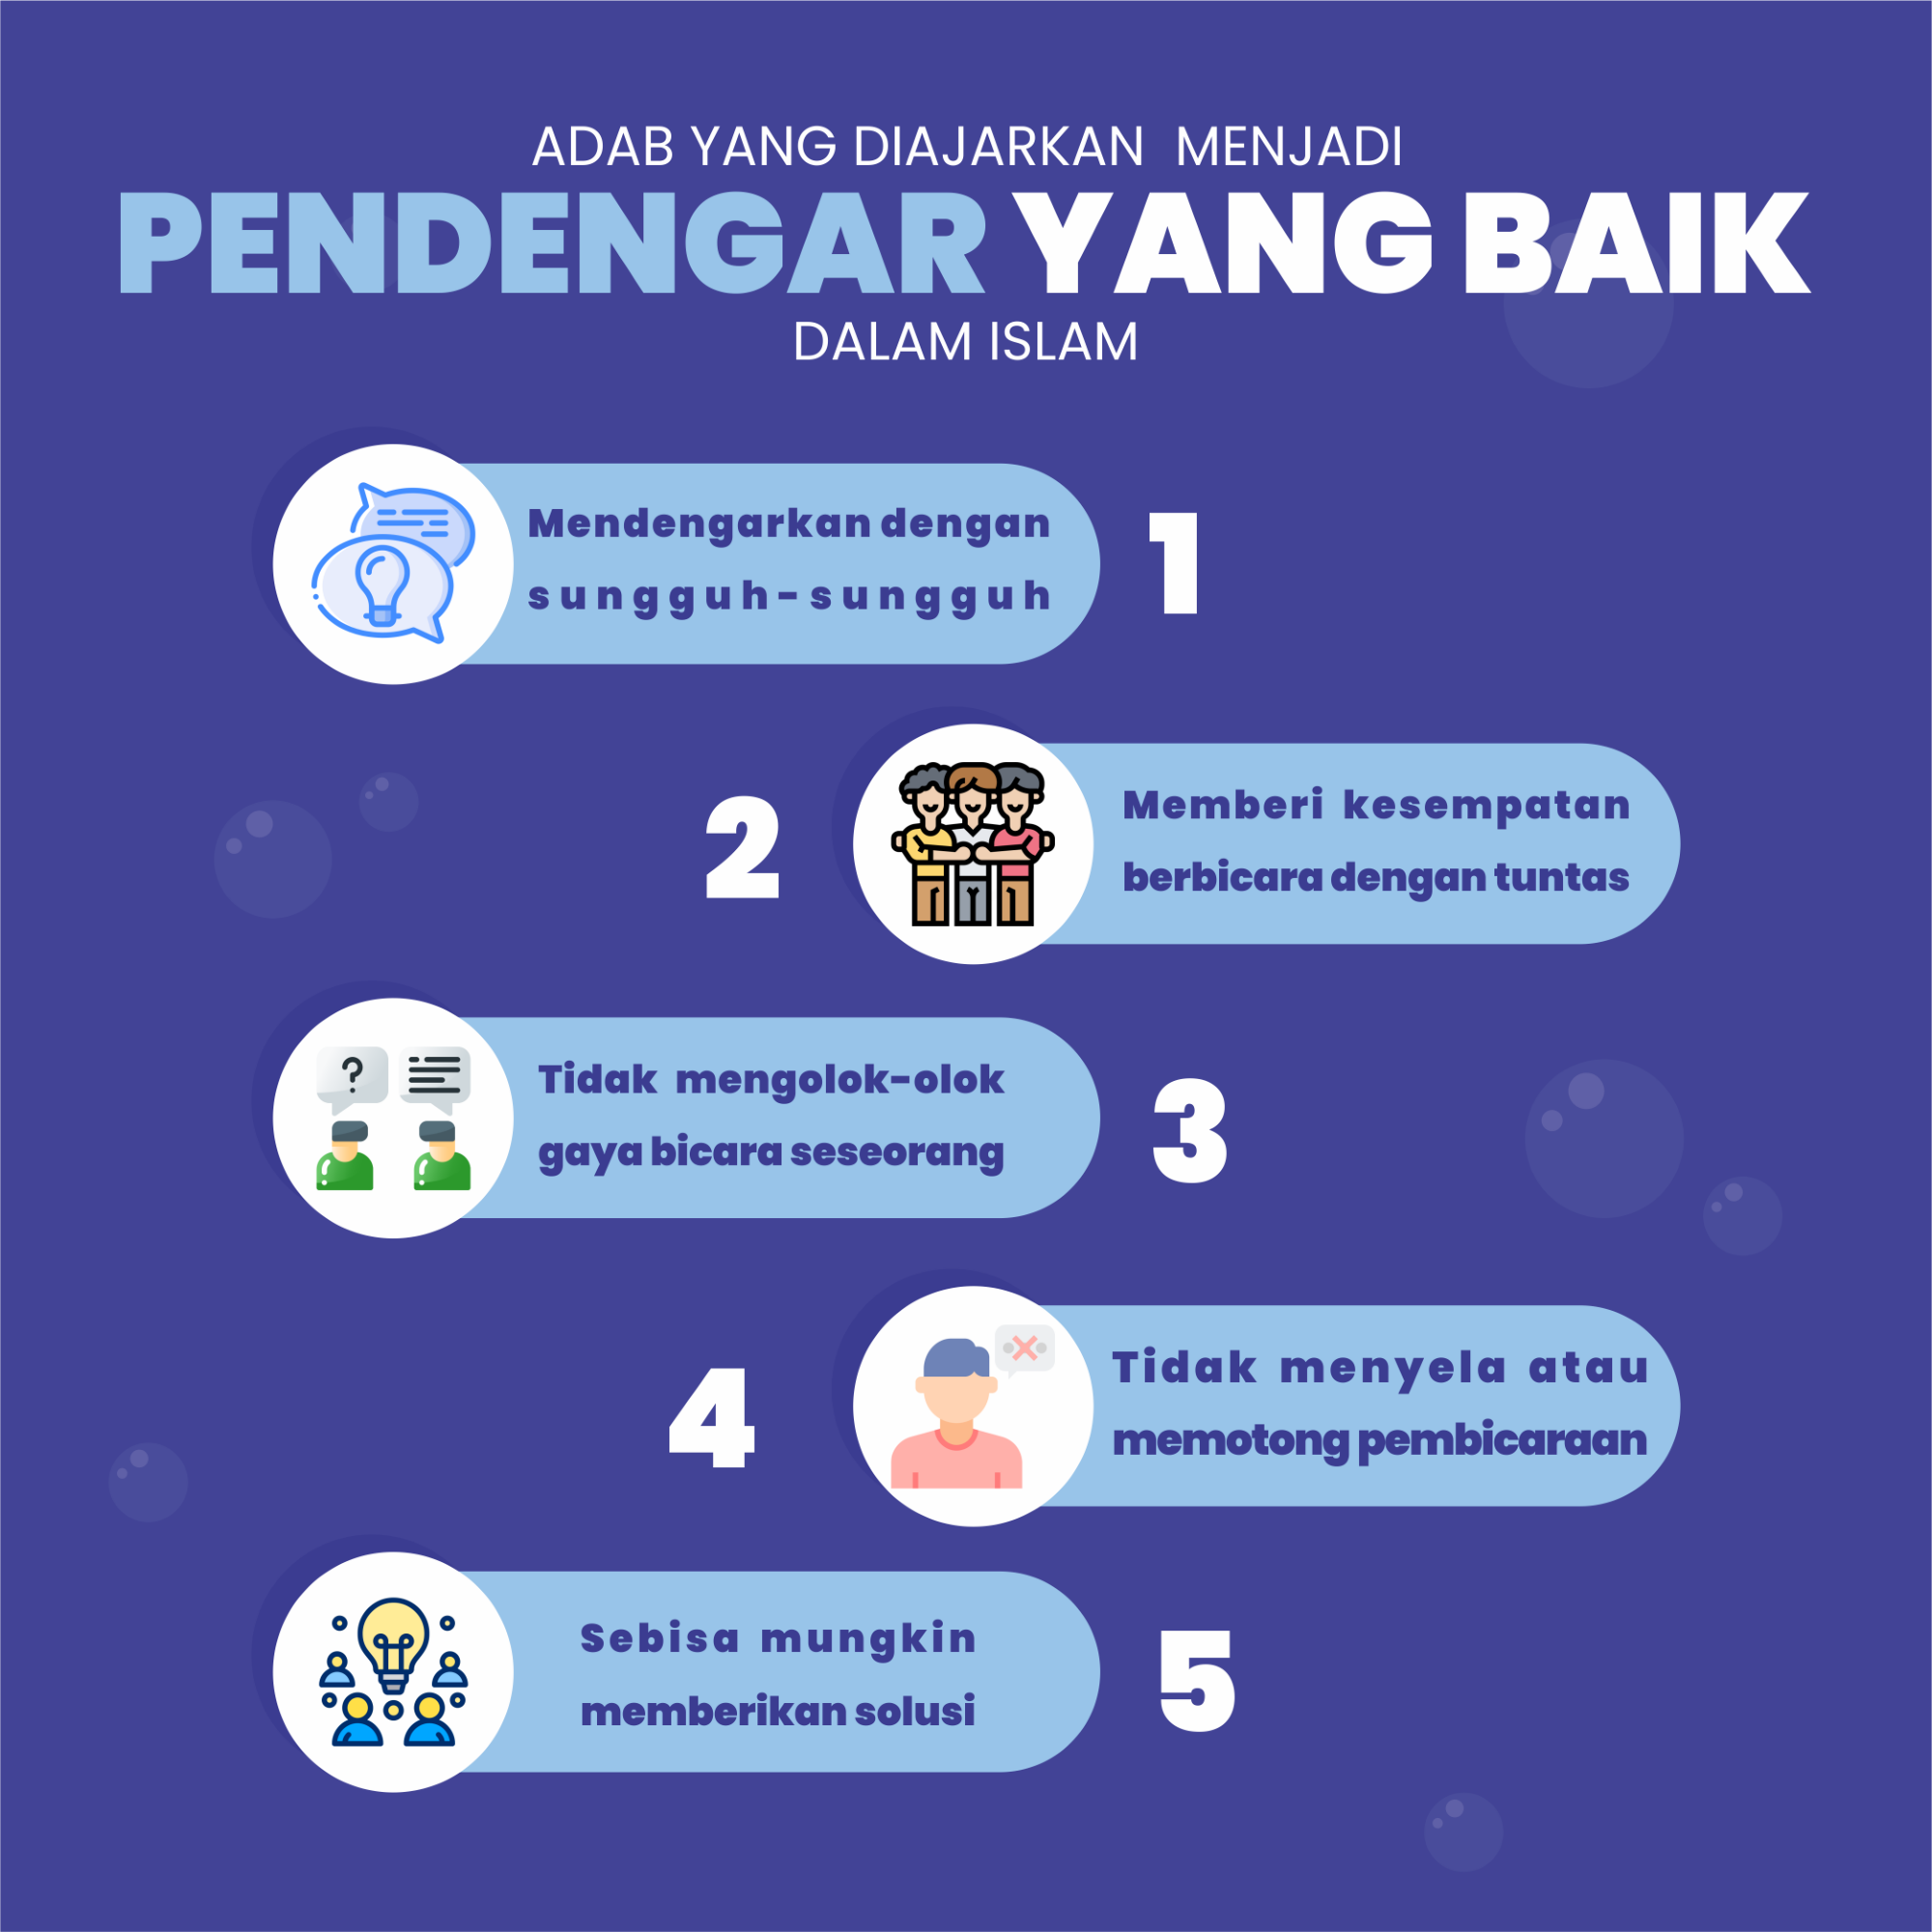 ADAB YANG DIAJARKAN MENJADI
PENDENGAR YANG BAIK
DALAM ISLAM
Mendengarkan dengan
sungguh-sungguh
1
2
Memberi kesempatan
berbicara dengan tuntas
?
Tidak mengolok-olok
gaya bicara seseorang
3
4
Tidak menyela atau
memotong pembicaraan
Sebisa mungkin
memberikan solusi
5